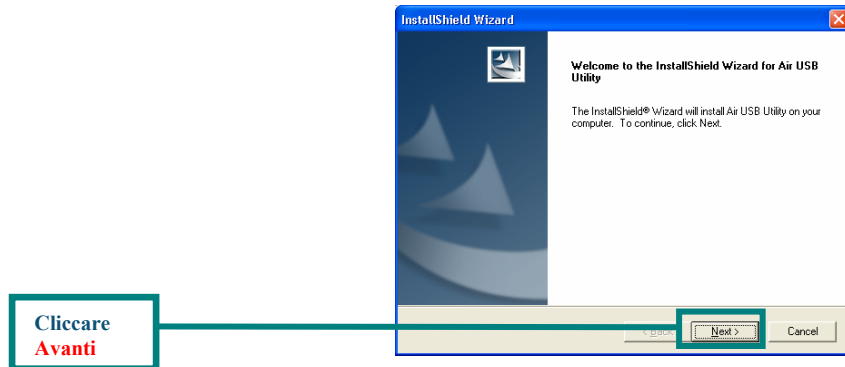 InstallShield Wizard
Welcome to the InstallShield Wizard for Air USB
Utility
The InstallShield® Wizard will install Air USB Utility on your
computer. To continue, click Next.
Cliccare
Avanti
< Back
Next >
Cancel